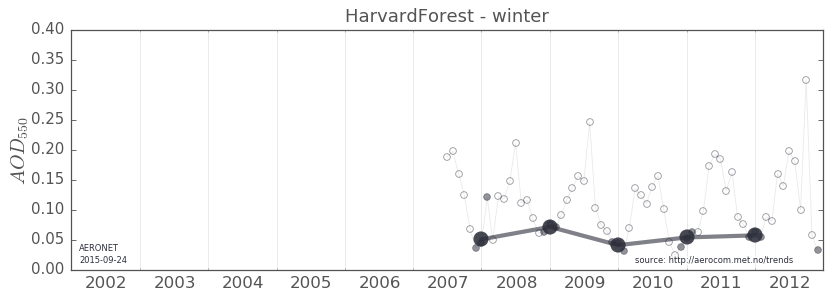 HarvardForest - winter
AOD550
0.40
0.35
0.30
0.25
0.20
0.15
0.10
0.05
0.00
AERONET
2015-09-24
source: http://aerocom.met.no/trends
2002 2003 2004 2005 2006 2007 2008 2009 2010 2011 2012